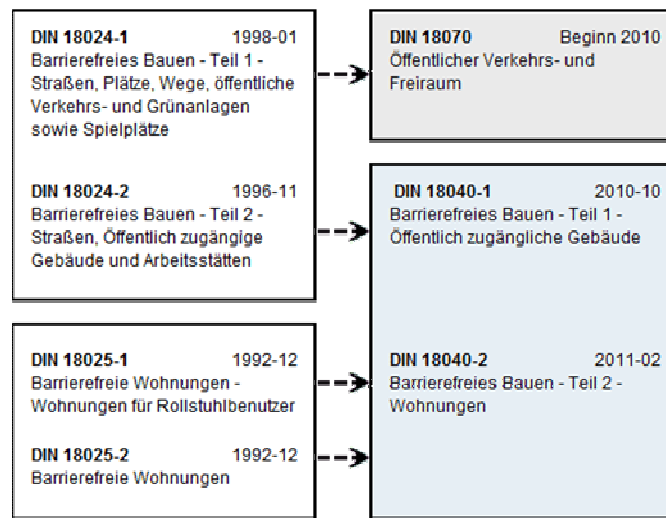 DIN 18024-1 1998-01
Barrierefreies Bauen - Teil 1 -
Straßen, Plätze, Wege, öffentliche
Verkehrs- und Grünanlagen
sowie Spielplätze
DIN 18024-2 1996-11
Barrierefreies Bauen - Teil 2 -
Straßen, Öffentlich zugängige
Gebäude und Arbeitsstätten
DIN 18025-1 1992-12
Barrierefreie Wohnungen -
Wohnungen für Rollstuhlbenutzer
DIN 18025-2 1992-12
Barrierefreie Wohnungen
DIN 18070 Beginn 2010
Öffentlicher Verkehrs- und
Freiraum
DIN 18040-1 2010-10
Barrierefreies Bauen - Teil 1 -
Öffentlich zugängliche Gebäude
DIN 18040-2 2011-02
Barrierefreies Bauen - Teil 2 -
Wohnungen